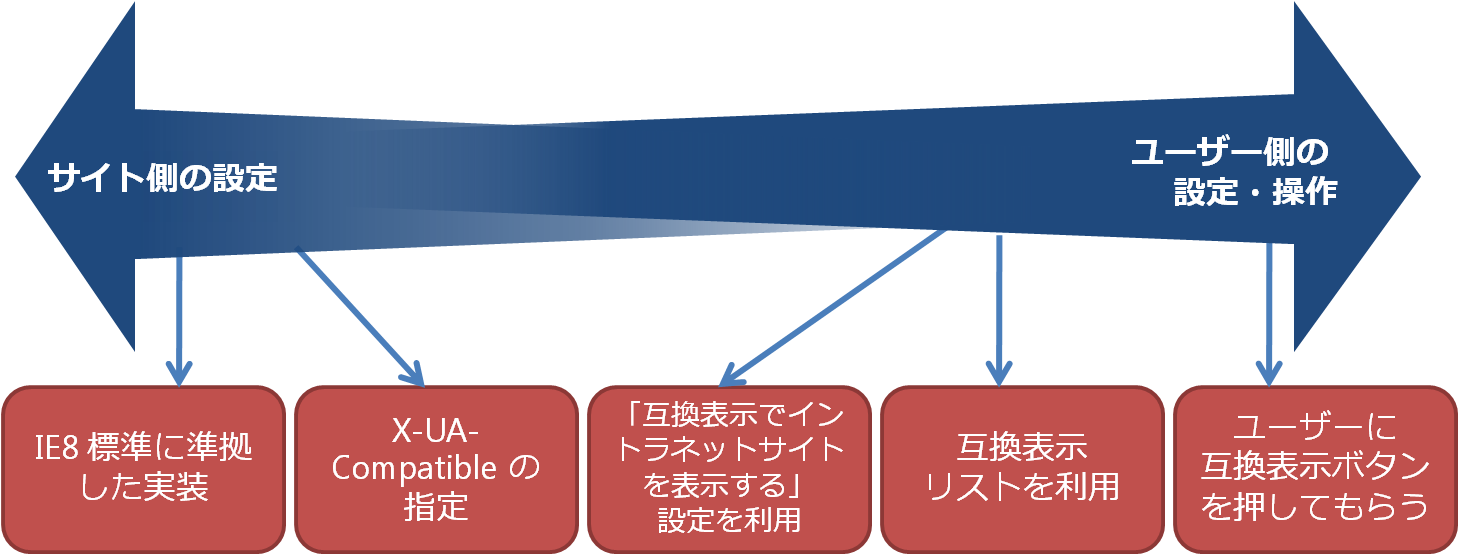 サイト側の設定
ユーザー側の
設定・操作
IE8 標準に準拠
した実装
X-UA-
Compatible の
指定
「互換表示でイン
トラネットサイト
を表示する」
設定を利用
互換表示
リストを利用
ユーザーに
互換表示ボタン
を押してもらう